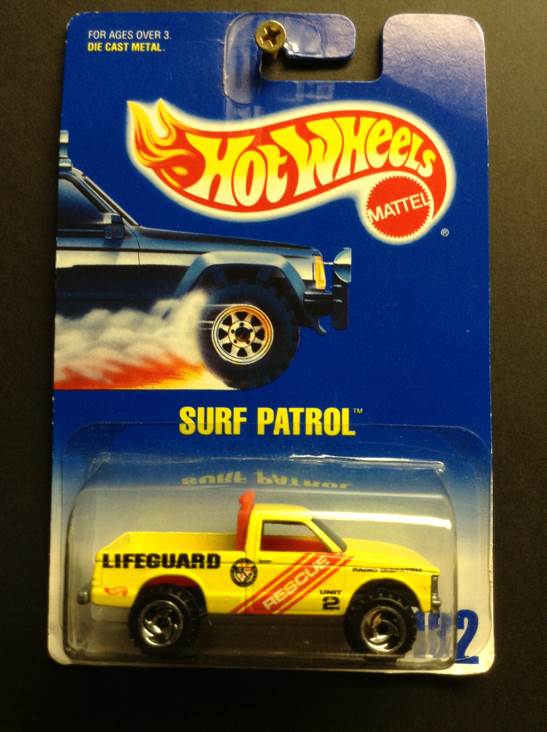 FOR AGES OVER 3.
DIE CAST METAL.
HOT WHEELS
MATTEL
®
SURF PATROL™
LIFEGUARD
RESCUE
UNIT
2